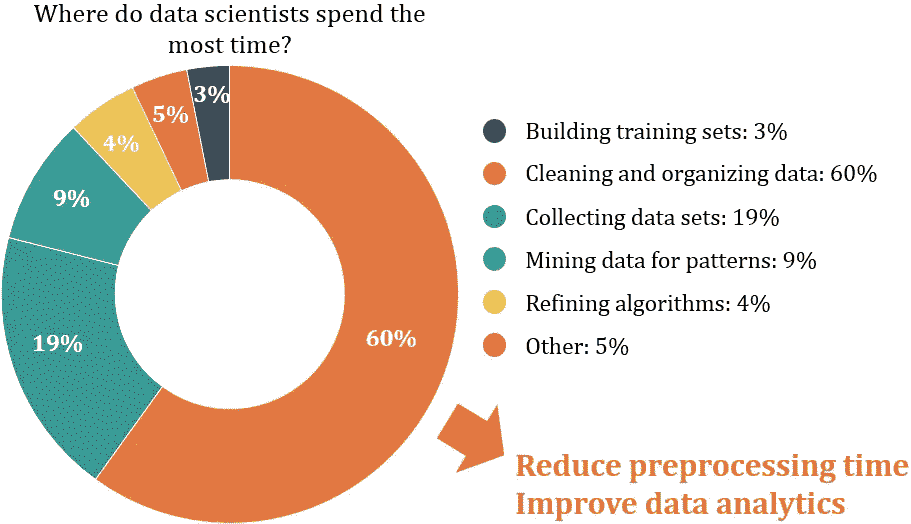 Where do data scientists spend the
most time?
3%
5%
4%
9%
19%
60%
Building training sets: 3%
Cleaning and organizing data: 60%
Collecting data sets: 19%
Mining data for patterns: 9%
Refining algorithms: 4%
Other: 5%
Reduce preprocessing time
Improve data analytics